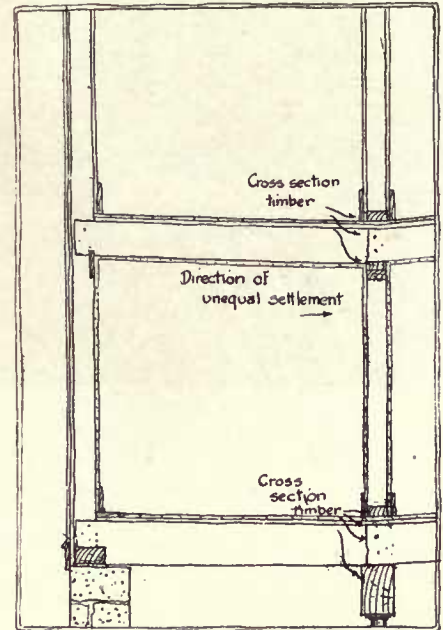 Cross section
timber
Direction of
unequal settlement
Cross
section
timber